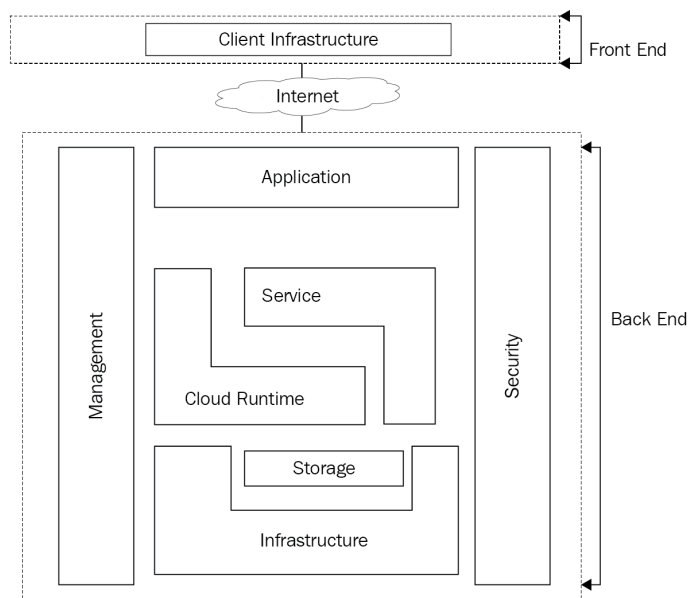 Client Infrastructure
Front End
Internet
Application
Service
Management
Security
Back End
Cloud Runtime
Storage
Infrastructure